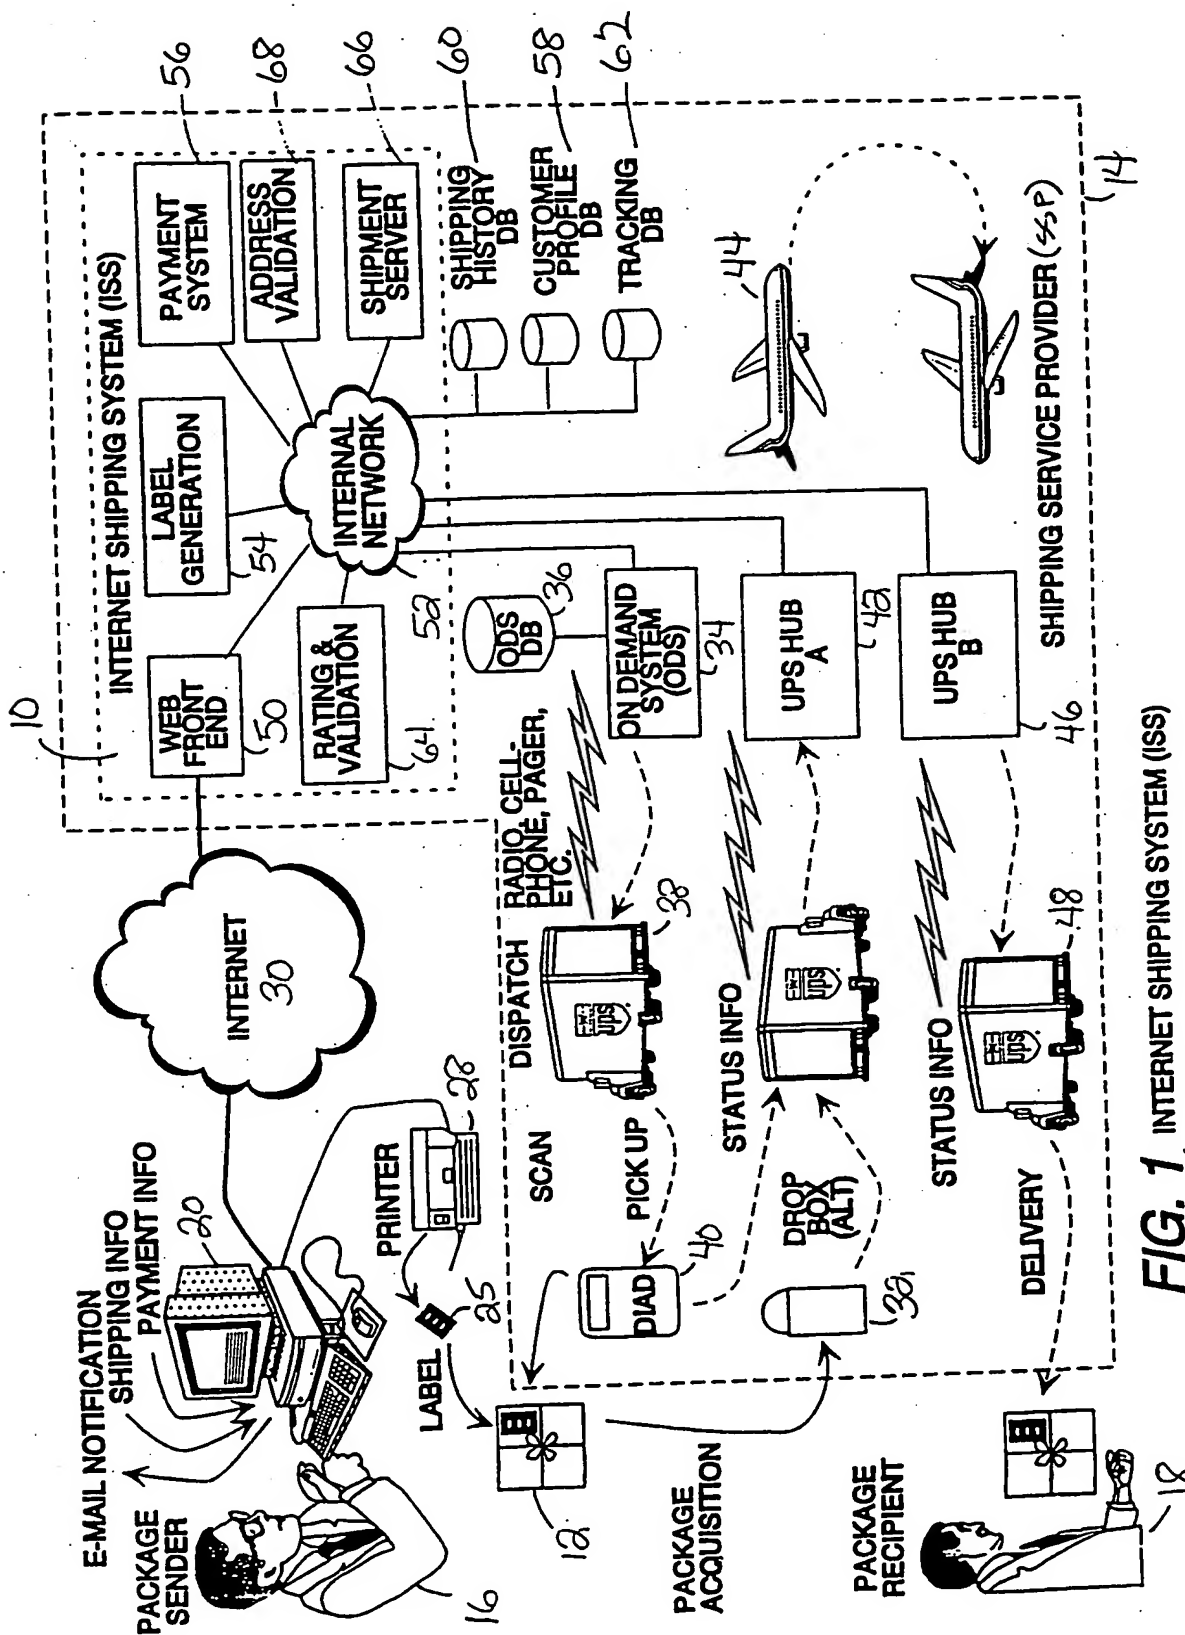 10
INTERNET SHIPPING SYSTEM (ISS)
WEB
FRONT
END
50
LABEL
GENERATION
54
PAYMENT
SYSTEM
56
ADDRESS
VALIDATION
68
SHIPMENT
SERVER
66
RATING &
VALIDATION
64
INTERNAL
NETWORK
52
SHIPPING
HISTORY
DB
60
CUSTOMER
PROFILE
DB
58
TRACKING
DB
62
E-MAIL NOTIFICATION
SHIPPING INFO
PAYMENT INFO
20
PACKAGE
SENDER
16
INTERNET
30
PRINTER
28
LABEL
25
12
SCAN
DISPATCH
RADIO, CELL-
PHONE, PAGER,
ETC.
ODS
DB
36
ON DEMAND
SYSTEM
(ODS)
34
38
ups
PICK UP
DIAD
40
PACKAGE
ACQUISITION
STATUS INFO
UPS HUB
A
42
44
ups
DROP
BOX
(ALT)
32
STATUS INFO
UPS HUB
B
46
48
ups
DELIVERY
PACKAGE
RECIPIENT
18
SHIPPING SERVICE PROVIDER (SSP)
14
FIG. 1 INTERNET SHIPPING SYSTEM (ISS)